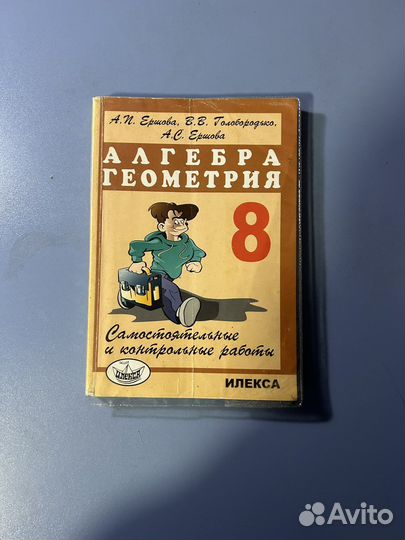 А.П. Ершова, В.В. Голобородько,
А.С. Ершова
АЛГЕБРА
ГЕОМЕТРИЯ
8
Самостоятельные
и контрольные работы
ИЛЕКСА
ИЛЕКСА
Avito